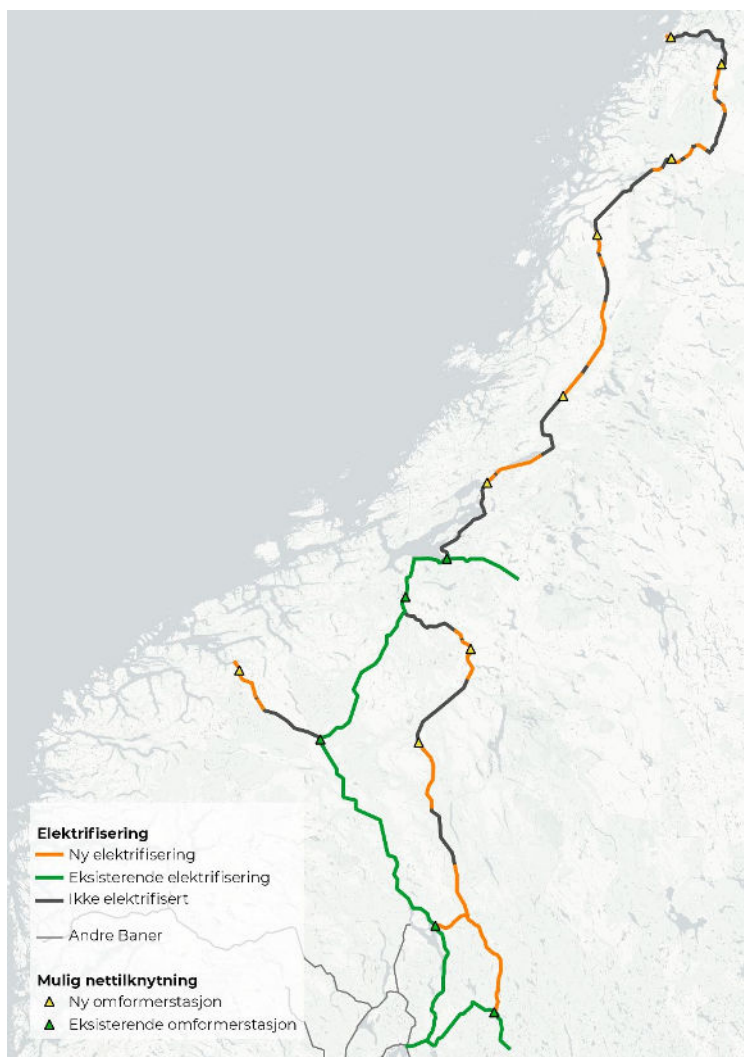 Elektrifisering
Ny elektrifisering
Eksisterende elektrifisering
Ikke elektrifisert
Andre Baner
Mulig nettilknytning
Ny omformerstasjon
Eksisterende omformerstasjon